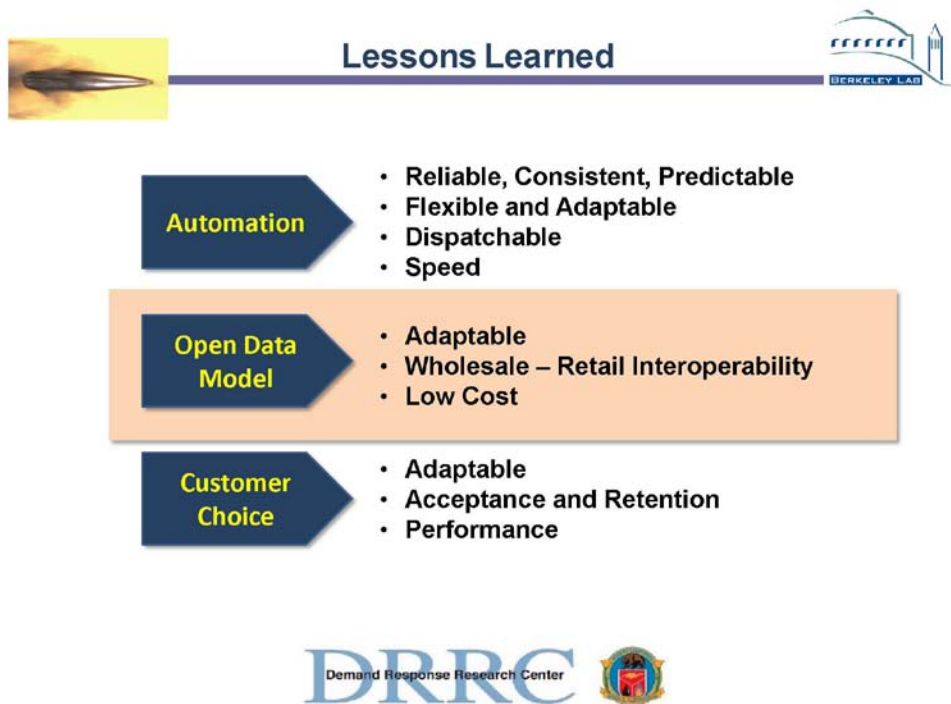 Lessons Learned
BERKELEY LAB
Automation
• Reliable, Consistent, Predictable
• Flexible and Adaptable
• Dispatchable
• Speed
Open Data
Model
• Adaptable
• Wholesale – Retail Interoperability
• Low Cost
Customer
Choice
• Adaptable
• Acceptance and Retention
• Performance
DRRC
Demand Response Research Center